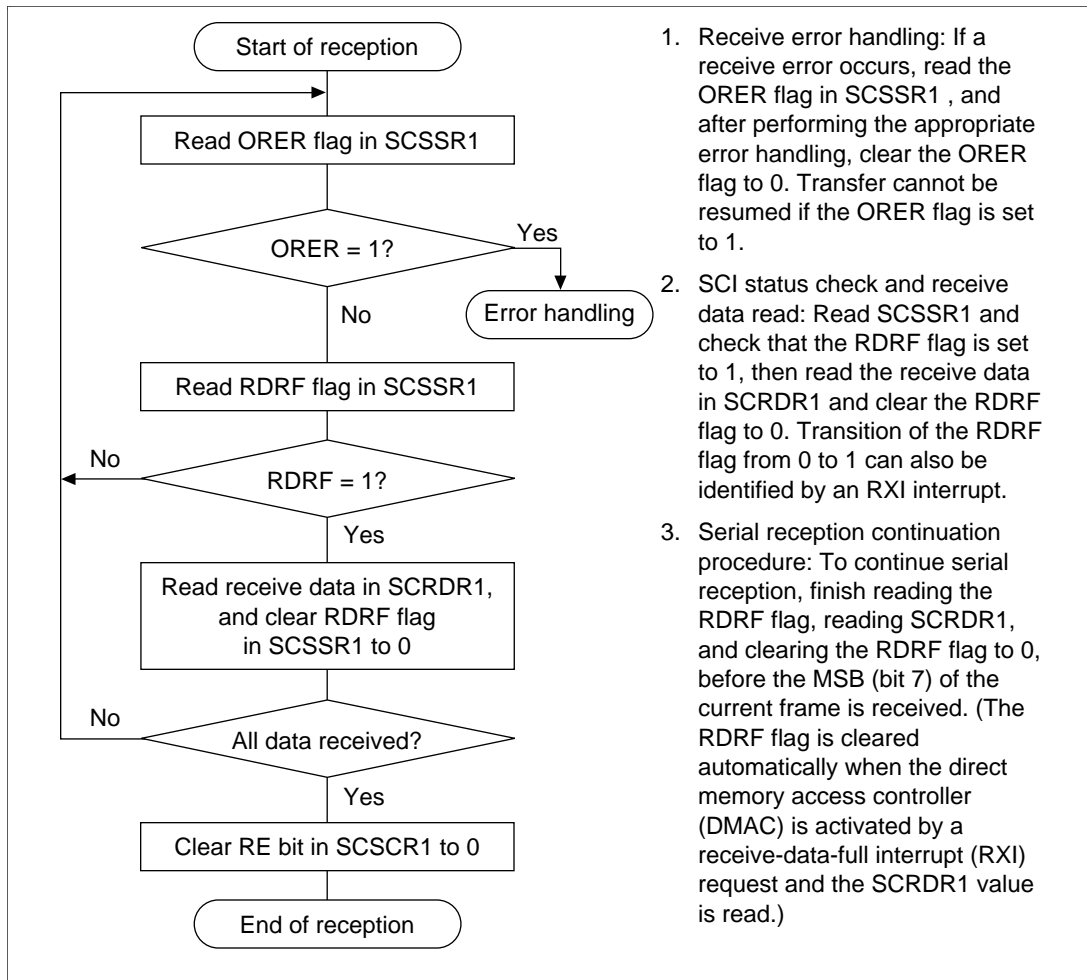 Start of reception
Read ORER flag in SCSSR1
ORER = 1?
Yes
Error handling
No
Read RDRF flag in SCSSR1
No
RDRF = 1?
Yes
Read receive data in SCRDR1,
and clear RDRF flag
in SCSSR1 to 0
No
All data received?
Yes
Clear RE bit in SCSCR1 to 0
End of reception
1. Receive error handling: If a
receive error occurs, read the
ORER flag in SCSSR1 , and
after performing the appropriate
error handling, clear the ORER
flag to 0. Transfer cannot be
resumed if the ORER flag is set
to 1.
2. SCI status check and receive
data read: Read SCSSR1 and
check that the RDRF flag is set
to 1, then read the receive data
in SCRDR1 and clear the RDRF
flag to 0. Transition of the RDRF
flag from 0 to 1 can also be
identified by an RXI interrupt.
3. Serial reception continuation
procedure: To continue serial
reception, finish reading the
RDRF flag, reading SCRDR1,
and clearing the RDRF flag to 0,
before the MSB (bit 7) of the
current frame is received. (The
RDRF flag is cleared
automatically when the direct
memory access controller
(DMAC) is activated by a
receive-data-full interrupt (RXI)
request and the SCRDR1 value
is read.)